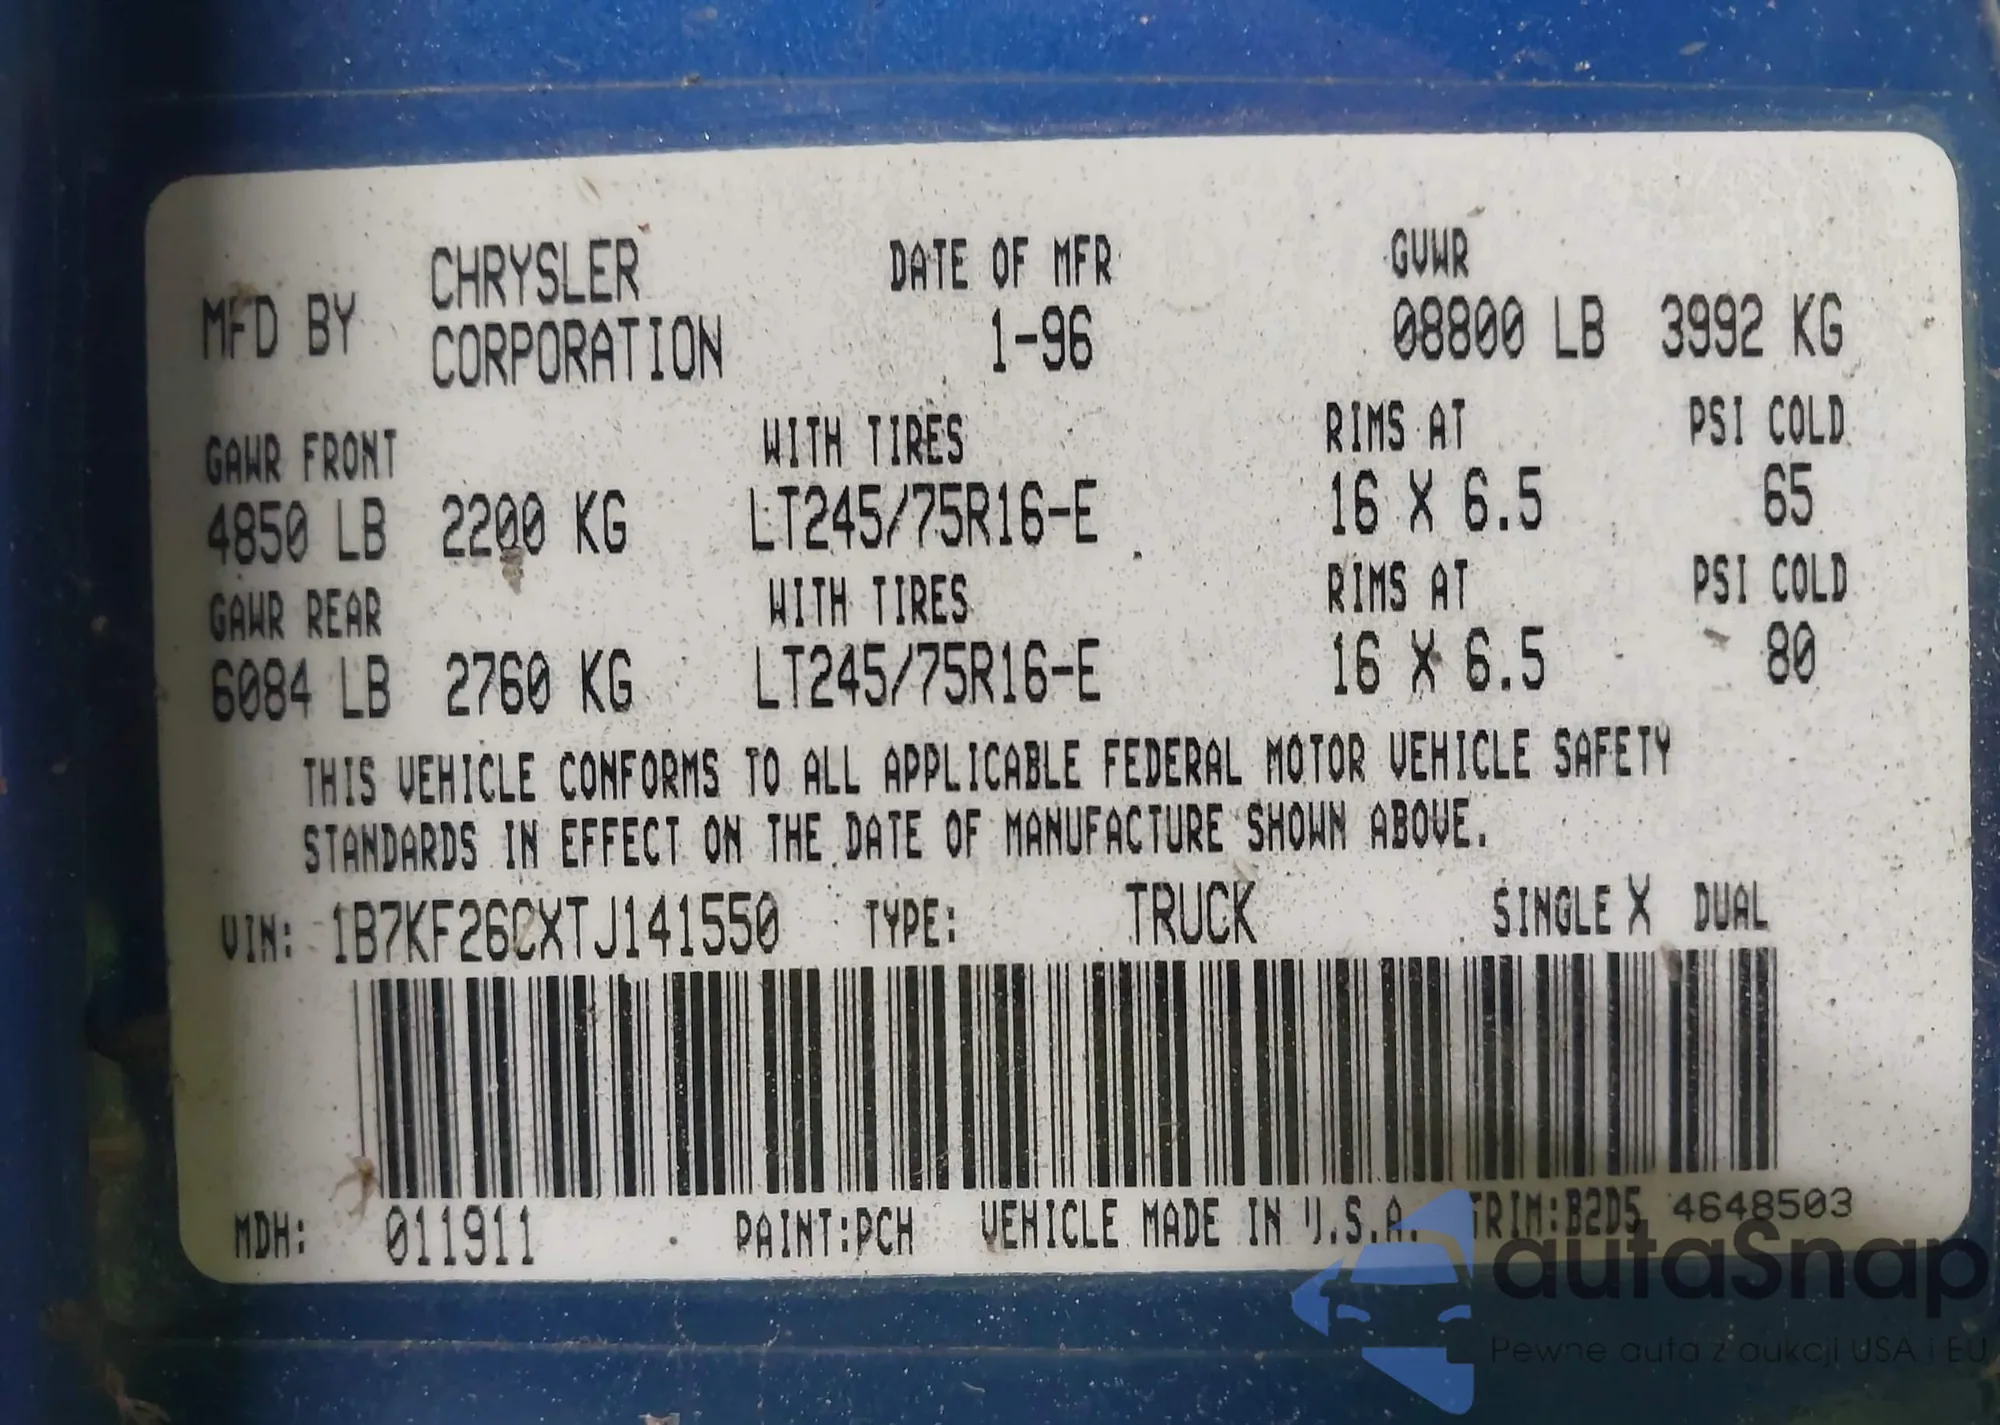 MFD BY CHRYSLER CORPORATION DATE OF MFR 1-96 GVWR 08800 LB 3992 KG
GAWR FRONT WITH TIRES RIMS AT PSI COLD
4850 LB 2200 KG LT245/75R16-E 16 X 6.5 65
GAWR REAR WITH TIRES RIMS AT PSI COLD
6084 LB 2760 KG LT245/75R16-E 16 X 6.5 80
THIS VEHICLE CONFORMS TO ALL APPLICABLE FEDERAL MOTOR VEHICLE SAFETY
STANDARDS IN EFFECT ON THE DATE OF MANUFACTURE SHOWN ABOVE.
VIN: 1B7KF26CXTJ141550 TYPE: TRUCK SINGLE X DUAL
MDH: 011911 PAINT:PCH VEHICLE MADE IN U.S.A. TRIM:B2D5 4648503
autaSnap
Pewne auta z aukcji USA i EU